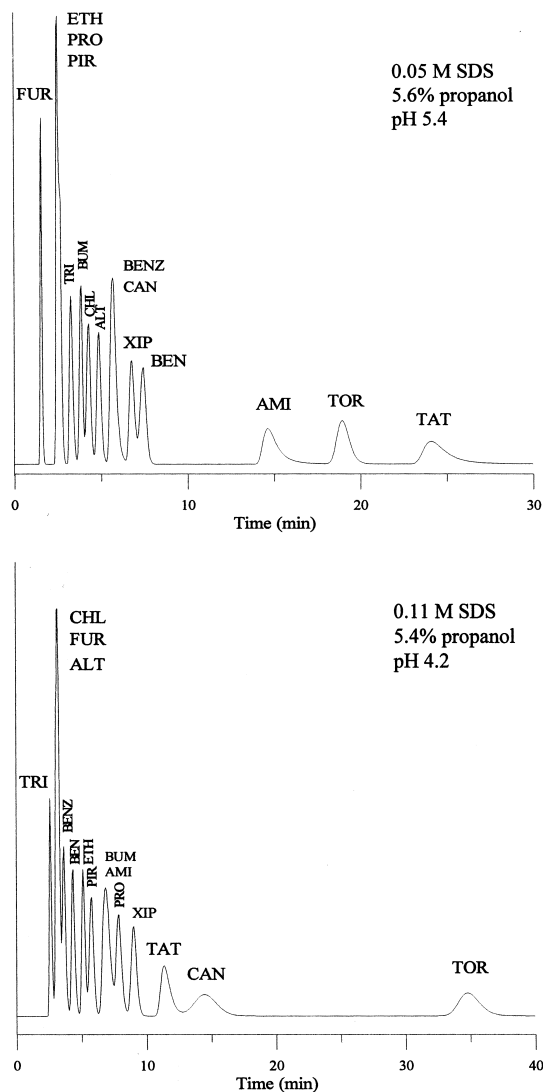 ETH
PRO
PIR
0.05 M SDS
5.6% propanol
pH 5.4
FUR
TRI
BUM
CHL
ALT
BENZ
CAN
XIP
BEN
AMI
TOR
TAT
0
10
20
30
Time (min)
CHL
FUR
ALT
0.11 M SDS
5.4% propanol
pH 4.2
TRI
BENZ
BEN
ETH
PIR
BUM
AMI
PRO
XIP
TAT
CAN
TOR
0
10
20
30
40
Time (min)